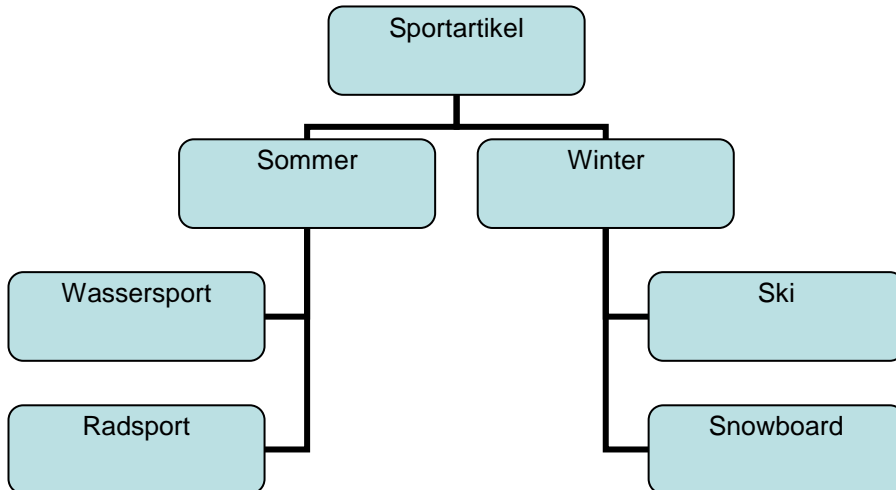 Sportartikel
Sommer
Winter
Wassersport
Ski
Radsport
Snowboard